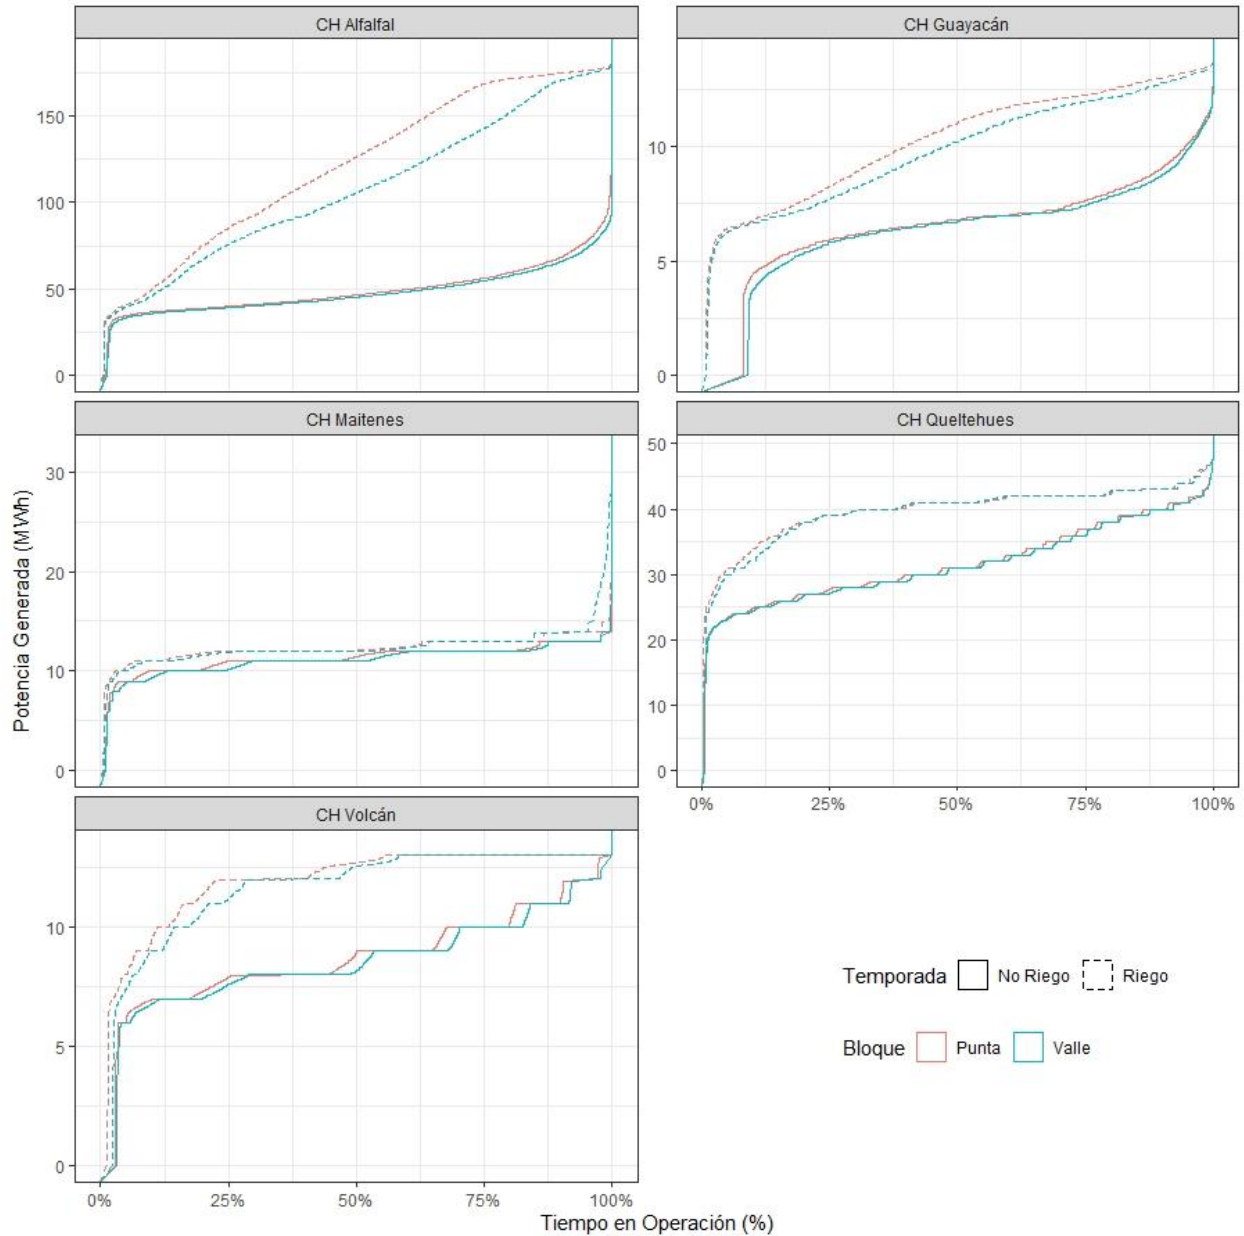 CH Alfalfal
CH Guayacán
150
100
50
0
10
5
0
CH Maitenes
CH Queltehues
30
20
10
0
50
40
30
20
10
0
0% 25% 50% 75% 100%
CH Volcán
10
5
0
0% 25% 50% 75% 100%
Potencia Generada (MWh)
Tiempo en Operación (%)
Temporada No Riego Riego
Bloque Punta Valle